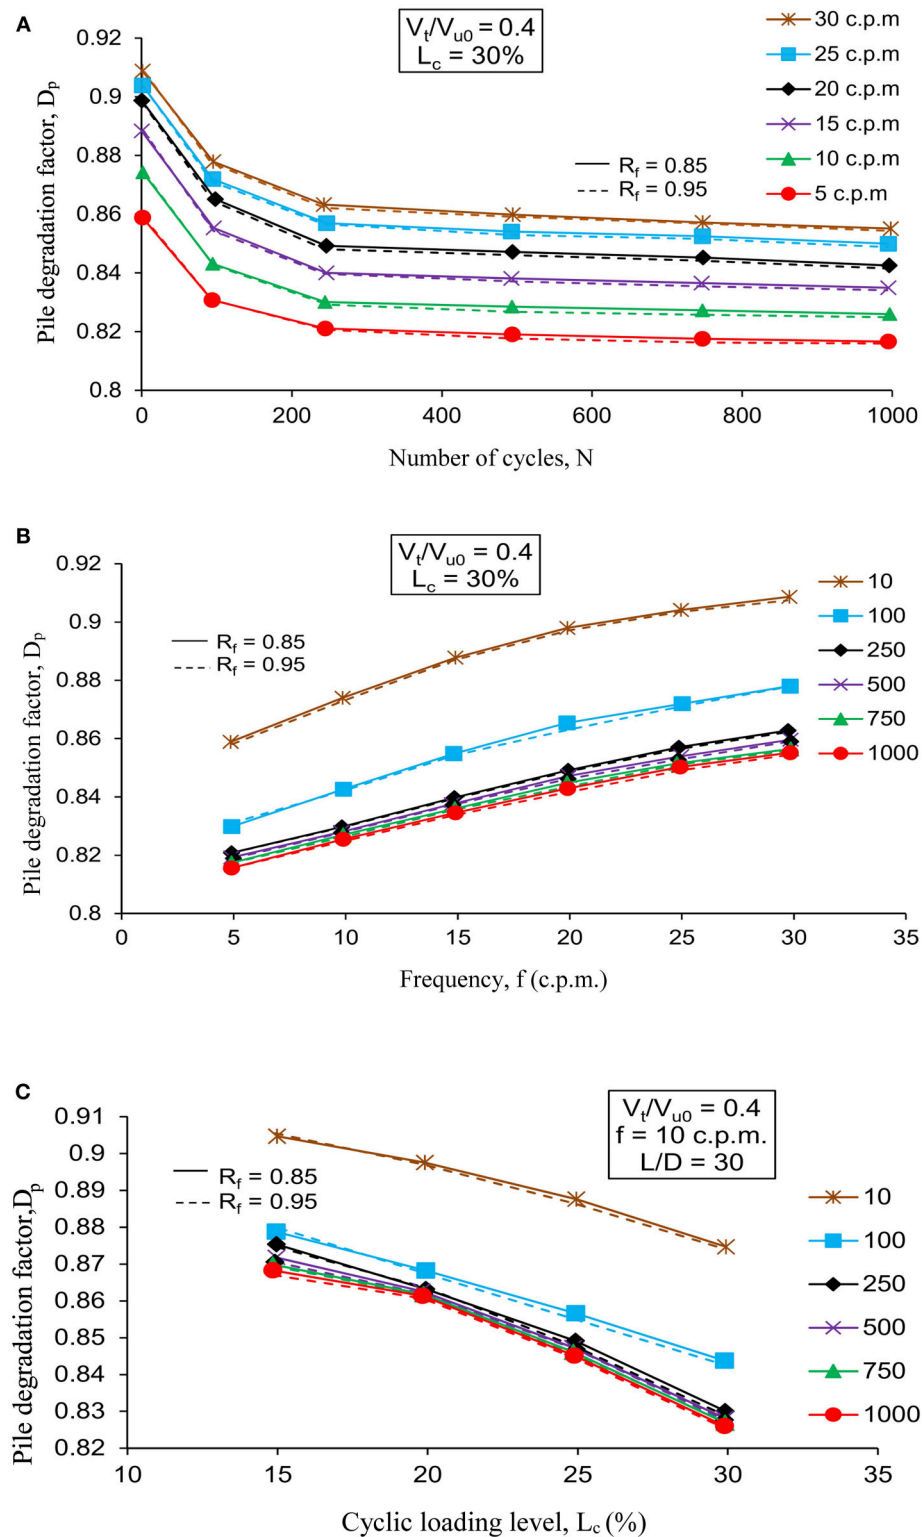 A
V_t/V_u0 = 0.4
L_c = 30%
30 c.p.m
25 c.p.m
20 c.p.m
15 c.p.m
10 c.p.m
5 c.p.m
R_f = 0.85
R_f = 0.95
Pile degradation factor, D_p
0.92
0.9
0.88
0.86
0.84
0.82
0.8
0 200 400 600 800 1000
Number of cycles, N
B
V_t/V_u0 = 0.4
L_c = 30%
10
100
250
500
750
1000
R_f = 0.85
R_f = 0.95
Pile degradation factor, D_p
0.92
0.9
0.88
0.86
0.84
0.82
0.8
0 5 10 15 20 25 30 35
Frequency, f (c.p.m.)
C
V_t/V_u0 = 0.4
f = 10 c.p.m.
L/D = 30
R_f = 0.85
R_f = 0.95
10
100
250
500
750
1000
Pile degradation factor,D_p
0.91
0.9
0.89
0.88
0.87
0.86
0.85
0.84
0.83
0.82
10 15 20 25 30 35
Cyclic loading level, L_c (%)